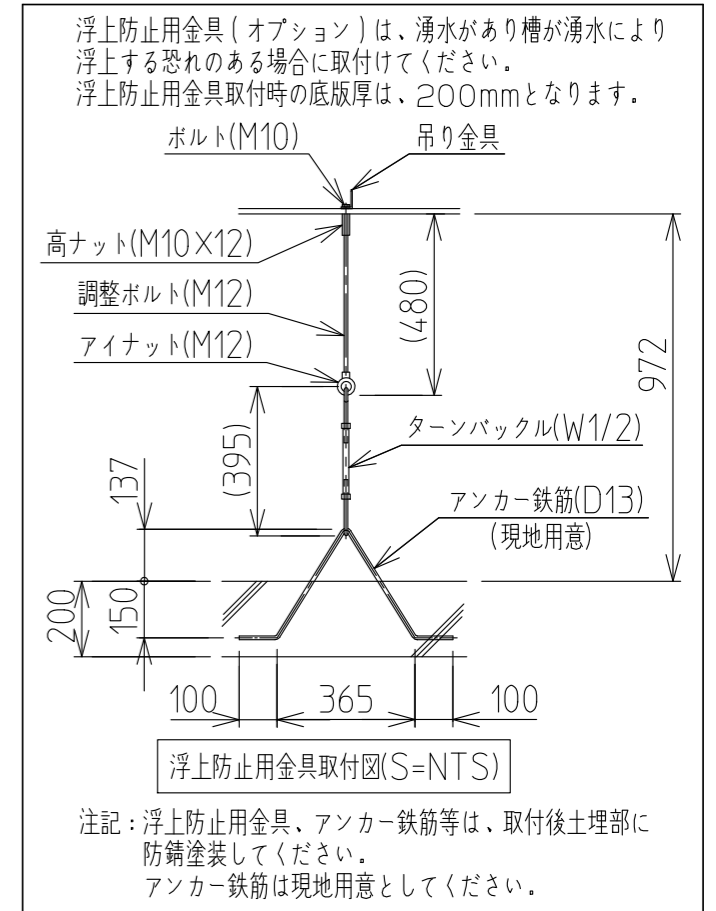 浮上防止用金具(オプション)は、湧水があり槽が湧水により
浮上する恐れのある場合に取付けてください。
浮上防止用金具取付時の底版厚は、200mmとなります。
ボルト(M10)
吊り金具
高ナット(M10X12)
調整ボルト(M12)
アイナット(M12)
(480)
972
(395)
ターンバックル(W1/2)
137
アンカー鉄筋(D13)
(現地用意)
200
150
100
365
100
浮上防止用金具取付図(S=NTS)
注記:浮上防止用金具、アンカー鉄筋等は、取付後土埋部に
防錆塗装してください。
アンカー鉄筋は現地用意としてください。